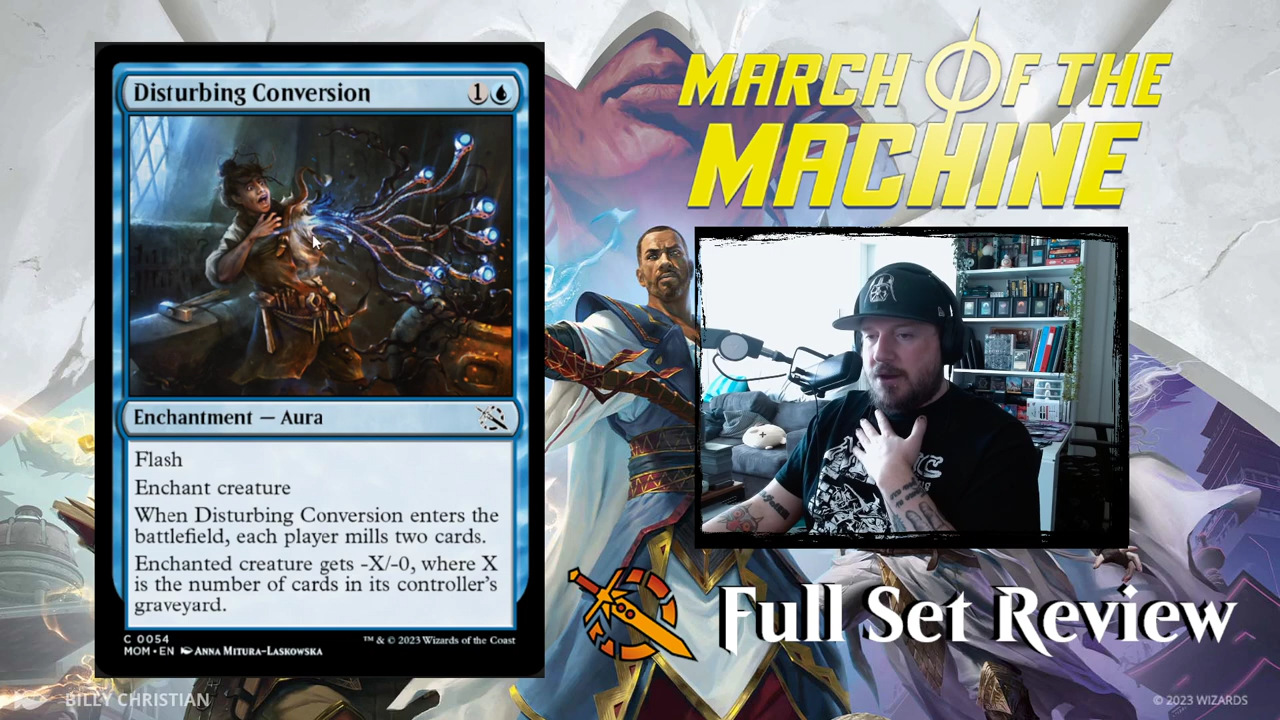 Disturbing Conversion 1
Enchantment — Aura
Flash
Enchant creature
When Disturbing Conversion enters the
battlefield, each player mills two cards.
Enchanted creature gets -X/-0, where X
is the number of cards in its controller's
graveyard.
C 0054
MOM • EN ANNA MITURA-LASKOWSKA
™ & © 2023 Wizards of the Coast
BILLY CHRISTIAN
MARCH OF THE
MACHINE
Full Set Review
© 2023 WIZARDS